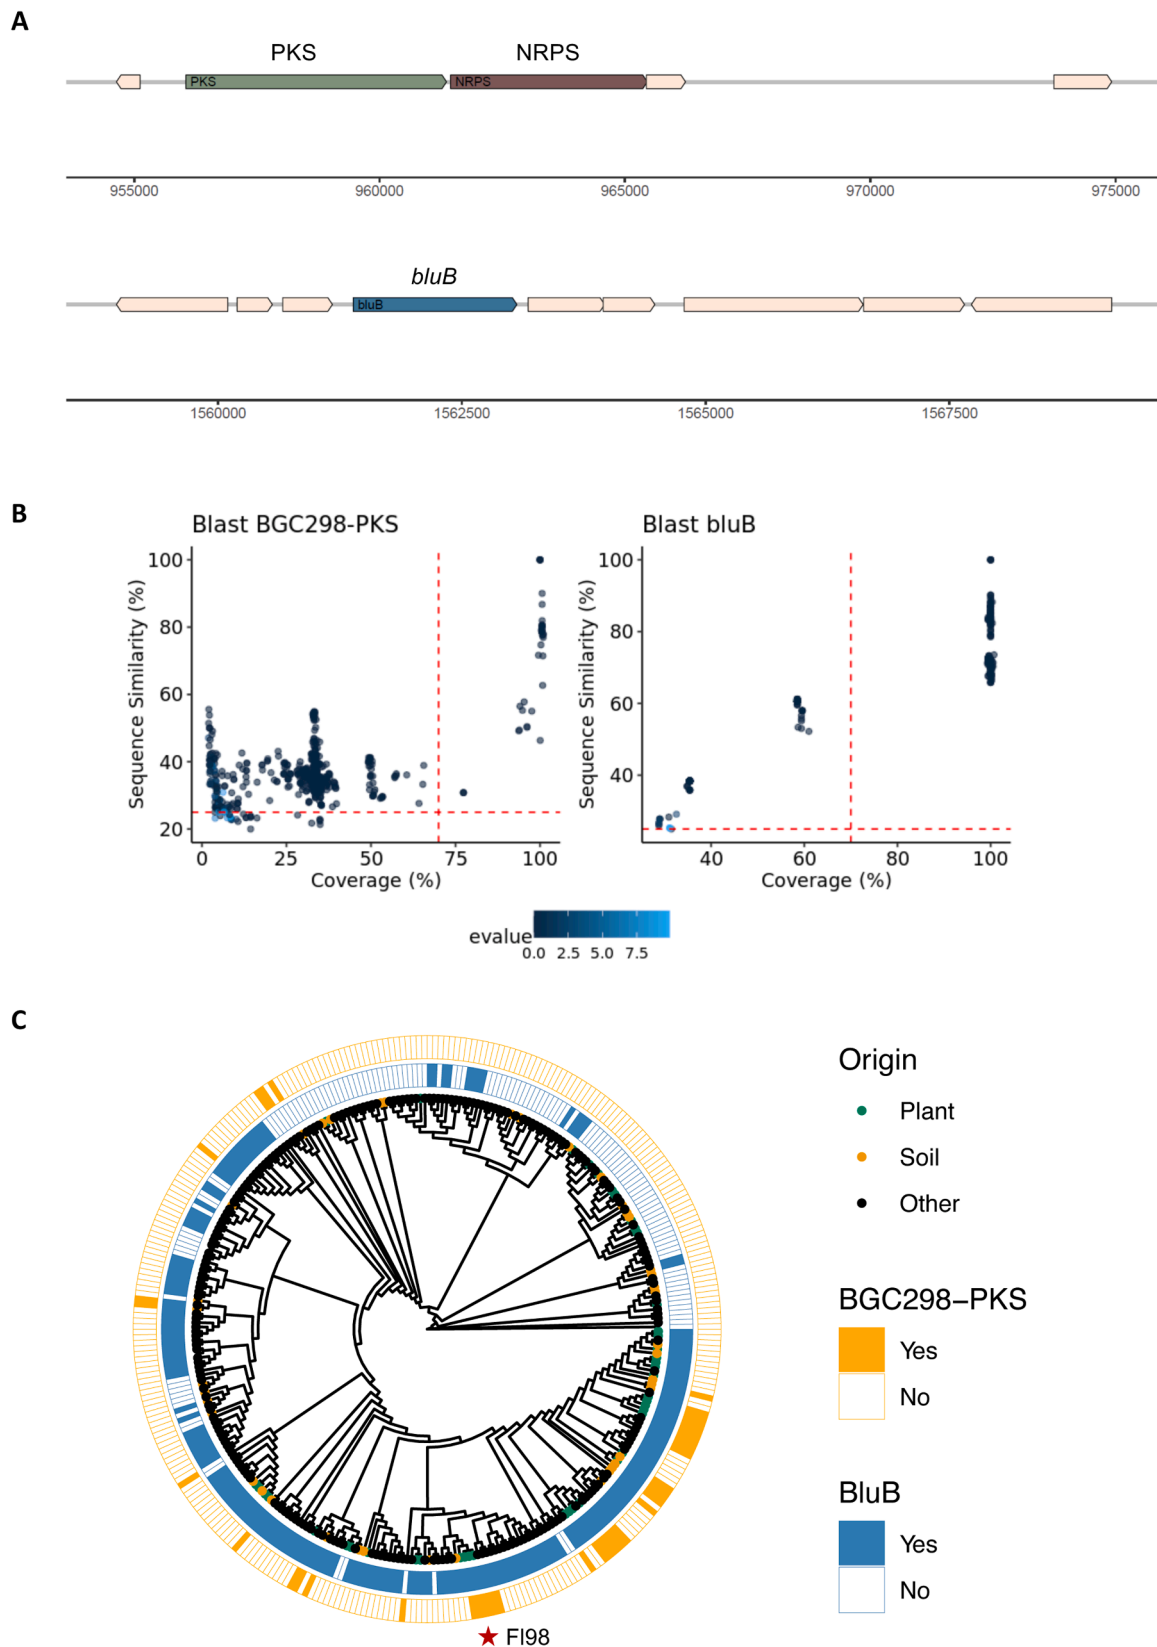 A
PKS NRPS
PKS NRPS
955000 960000 965000 970000 975000
bluB
bluB
1560000 1562500 1565000 1567500
B
Blast BGC298-PKS Blast bluB
Sequence Similarity (%)
100
80
60
40
20
0 25 50 75 100
Coverage (%)
Sequence Similarity (%)
100
80
60
40
40 60 80 100
Coverage (%)
evalue
0.0 2.5 5.0 7.5
C
Origin
Plant
Soil
Other
BGC298–PKS
Yes
No
BluB
Yes
No
Fl98